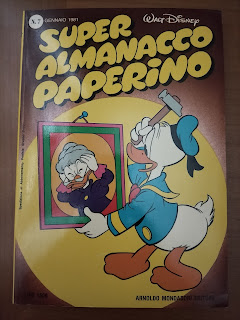 N. 7
GENNAIO 1981
WALT DISNEY
SUPER
ALMANACCO
PAPERINO
ARNOLDO MONDADORI EDITORE